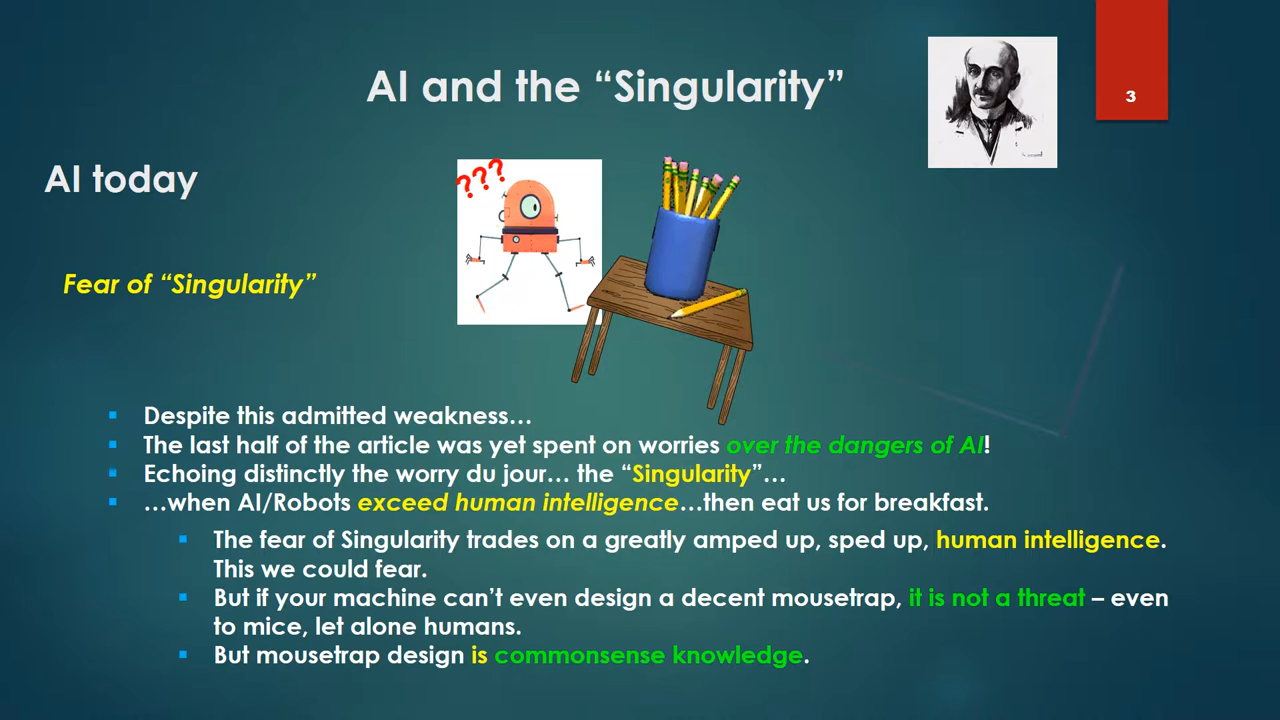 AI and the “Singularity”
3
AI today
???
Fear of “Singularity”
Despite this admitted weakness…
The last half of the article was yet spent on worries over the dangers of AI!
Echoing distinctly the worry du jour… the “Singularity”…
…when AI/Robots exceed human intelligence…then eat us for breakfast.
The fear of Singularity trades on a greatly amped up, sped up, human intelligence.
This we could fear.
But if your machine can’t even design a decent mousetrap, it is not a threat – even
to mice, let alone humans.
But mousetrap design is commonsense knowledge.